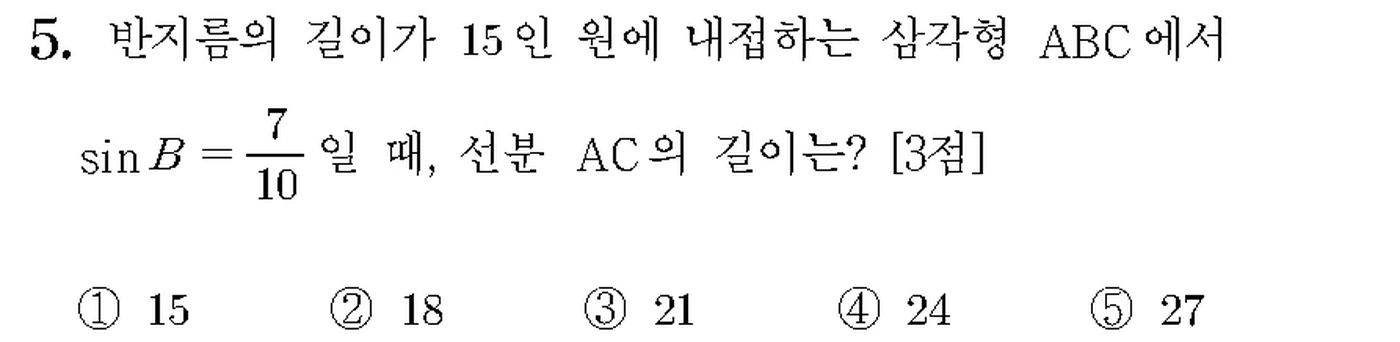 5. 반지름의 길이가 15인 원에 내접하는 삼각형 ABC에서
sin B = 7/10 일 때, 선분 AC의 길이는? [3점]
① 15 ② 18 ③ 21 ④ 24 ⑤ 27